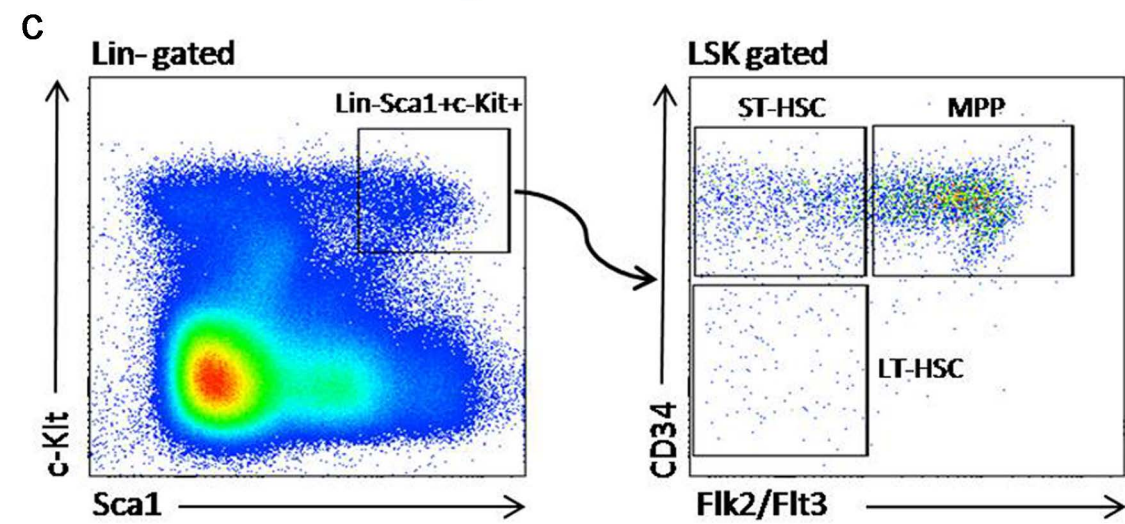 C
Lin- gated
Lin-Sca1+c-Kit+
c-KIt
Sca1
LSK gated
ST-HSC
MPP
LT-HSC
CD34
Flk2/Flt3